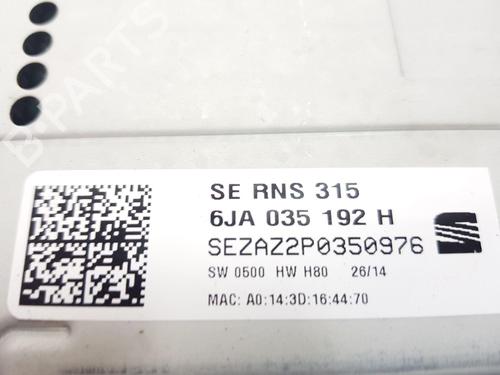 SE RNS 315
6JA 035 192 H
SEZAZ2P0350976
SW 0500 HW H80 26/14
MAC: A0:14:3D:16:44:70
B-PARTS